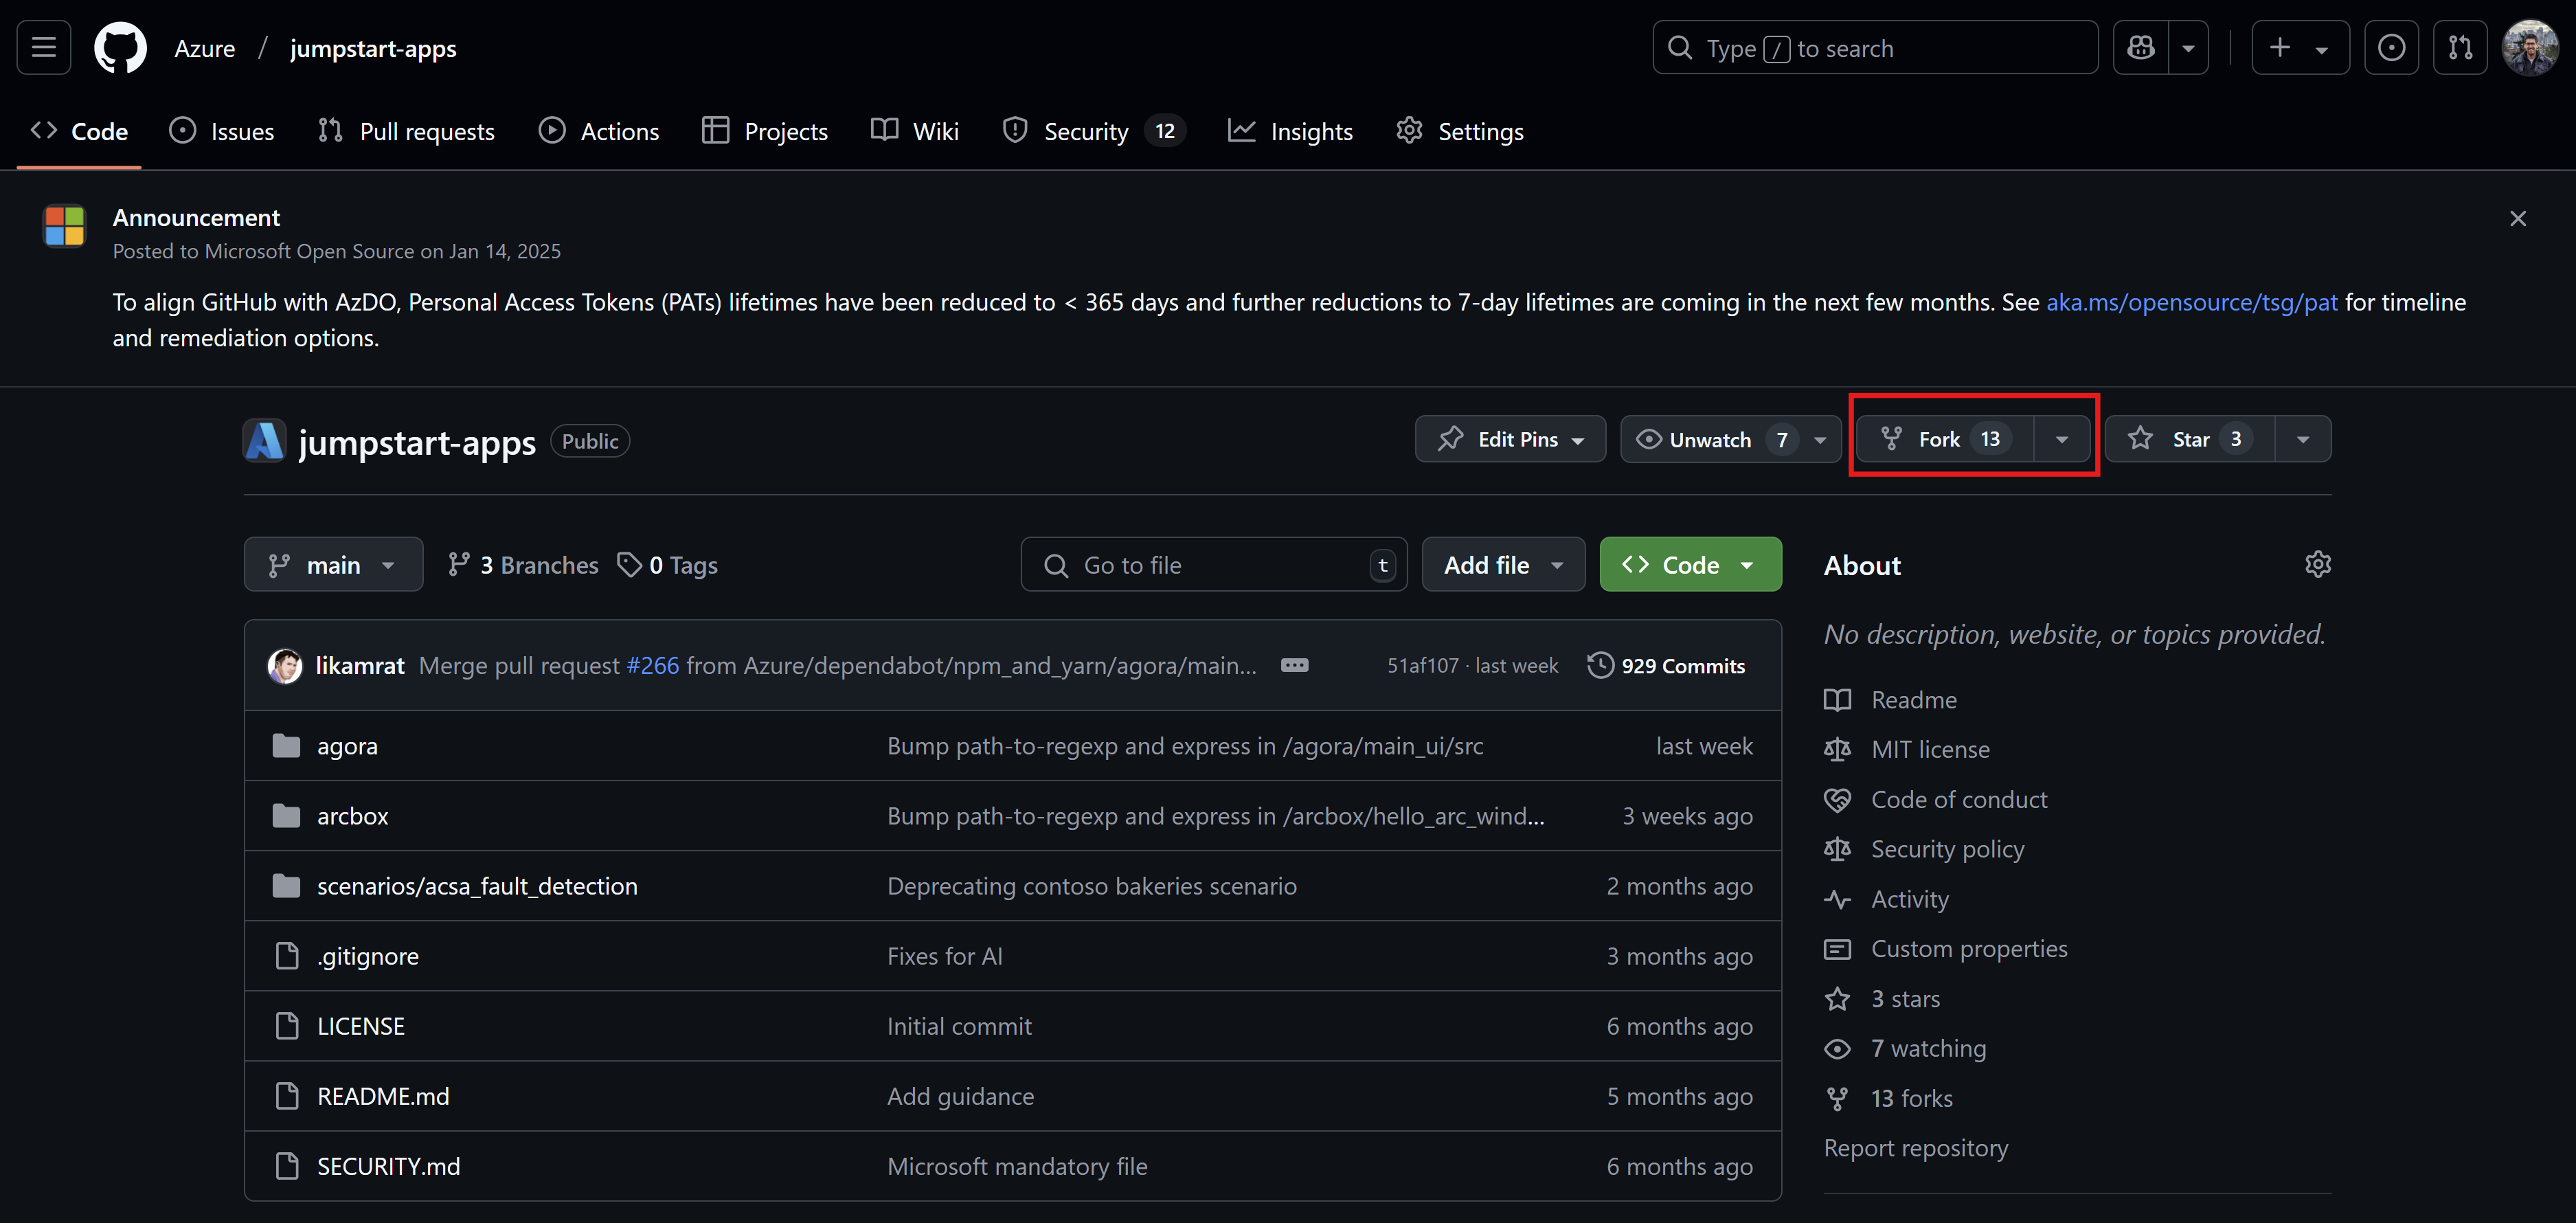 Azure / jumpstart-apps
Type / to search
Code Issues Pull requests Actions Projects Wiki Security 12 Insights Settings
Announcement
Posted to Microsoft Open Source on Jan 14, 2025
To align GitHub with AzDO, Personal Access Tokens (PATs) lifetimes have been reduced to < 365 days and further reductions to 7-day lifetimes are coming in the next few months. See aka.ms/opensource/tsg/pat for timeline
and remediation options.
jumpstart-apps Public Edit Pins Unwatch 7 Fork 13 Star 3
main 3 Branches 0 Tags Go to file t Add file Code
likamrat Merge pull request #266 from Azure/dependabot/npm_and_yarn/agora/main... 51af107 · last week 929 Commits
agora Bump path-to-regexp and express in /agora/main_ui/src last week
arcbox Bump path-to-regexp and express in /arcbox/hello_arc_wind... 3 weeks ago
scenarios/acsa_fault_detection Deprecating contoso bakeries scenario 2 months ago
.gitignore Fixes for AI 3 months ago
LICENSE Initial commit 6 months ago
README.md Add guidance 5 months ago
SECURITY.md Microsoft mandatory file 6 months ago
About
No description, website, or topics provided.
Readme
MIT license
Code of conduct
Security policy
Activity
Custom properties
3 stars
7 watching
13 forks
Report repository